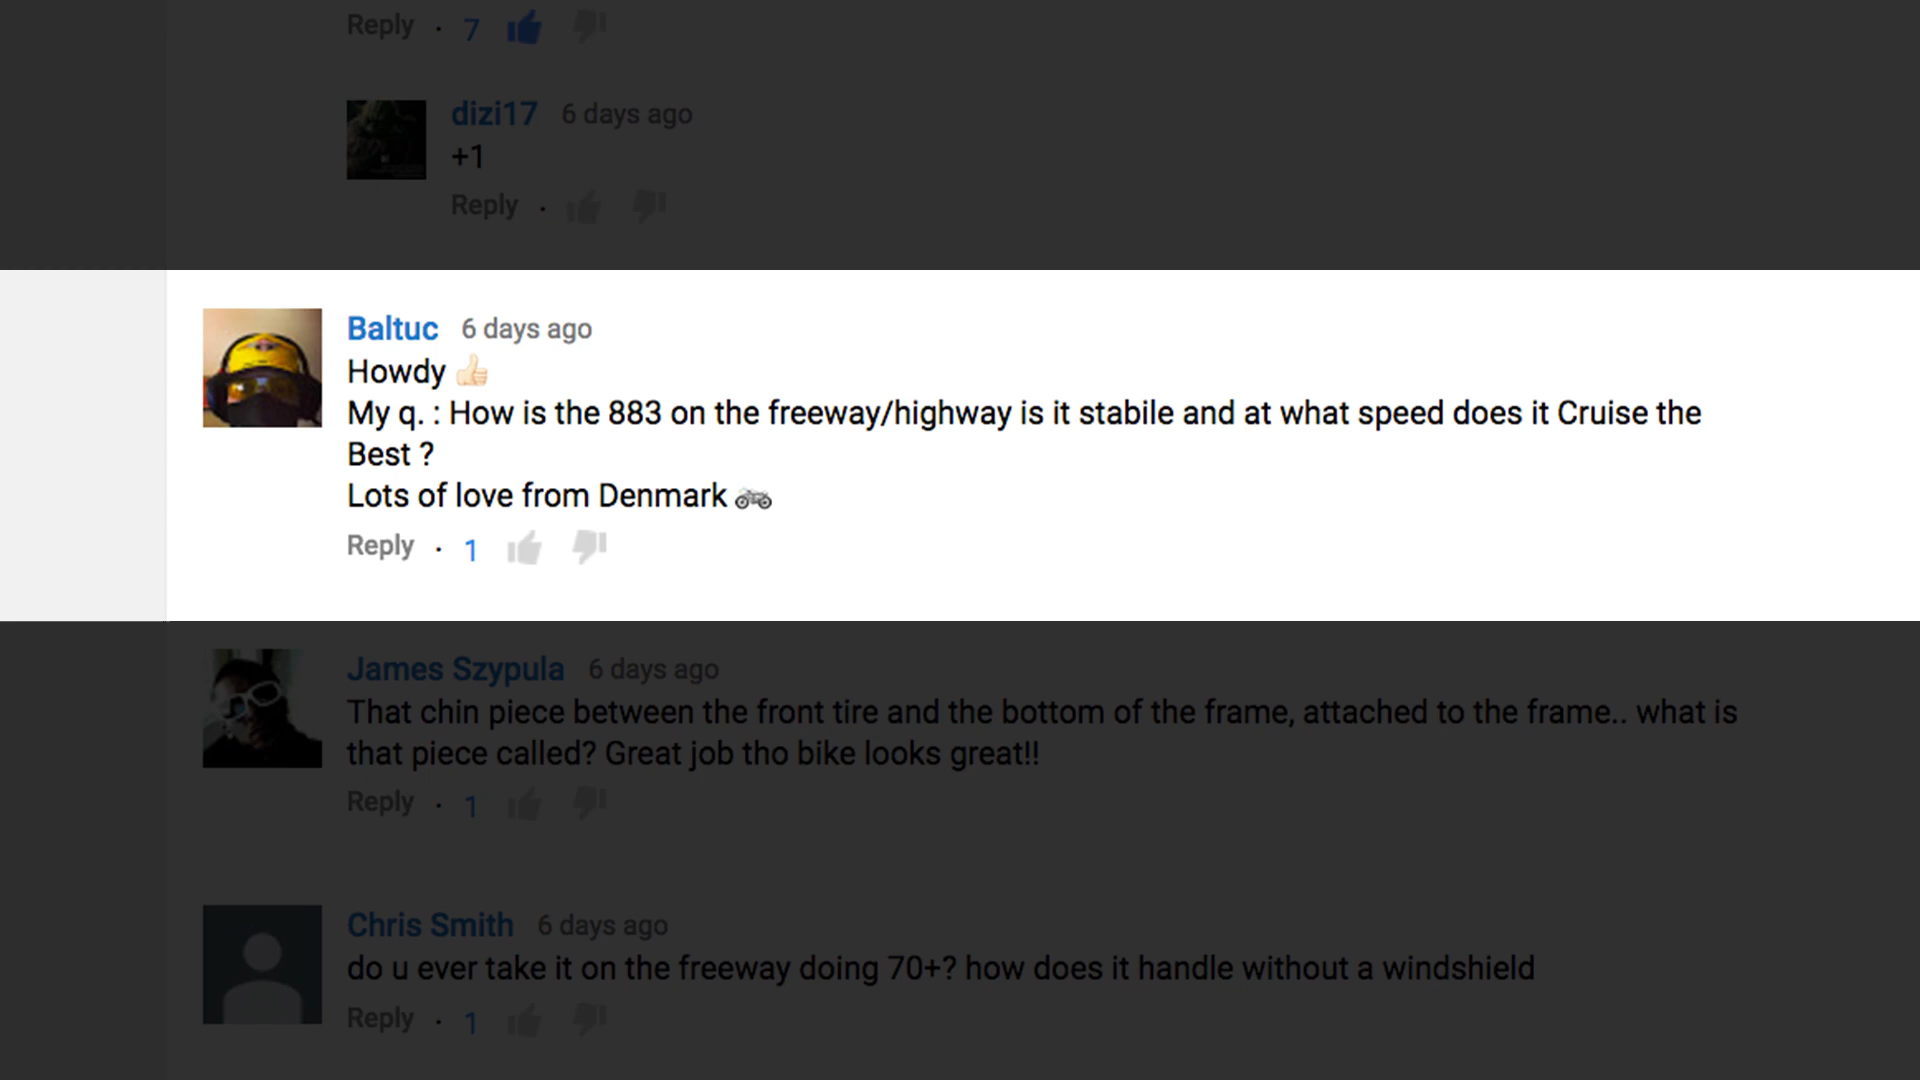 Reply · 7
dizi17 6 days ago
+1
Reply ·
Baltuc 6 days ago
Howdy 👍🏻
My q. : How is the 883 on the freeway/highway is it stabile and at what speed does it Cruise the
Best ?
Lots of love from Denmark 🏍
Reply · 1
James Szypula 6 days ago
That chin piece between the front tire and the bottom of the frame, attached to the frame.. what is
that piece called? Great job tho bike looks great!!
Reply · 1
Chris Smith 6 days ago
do u ever take it on the freeway doing 70+? how does it handle without a windshield
Reply · 1